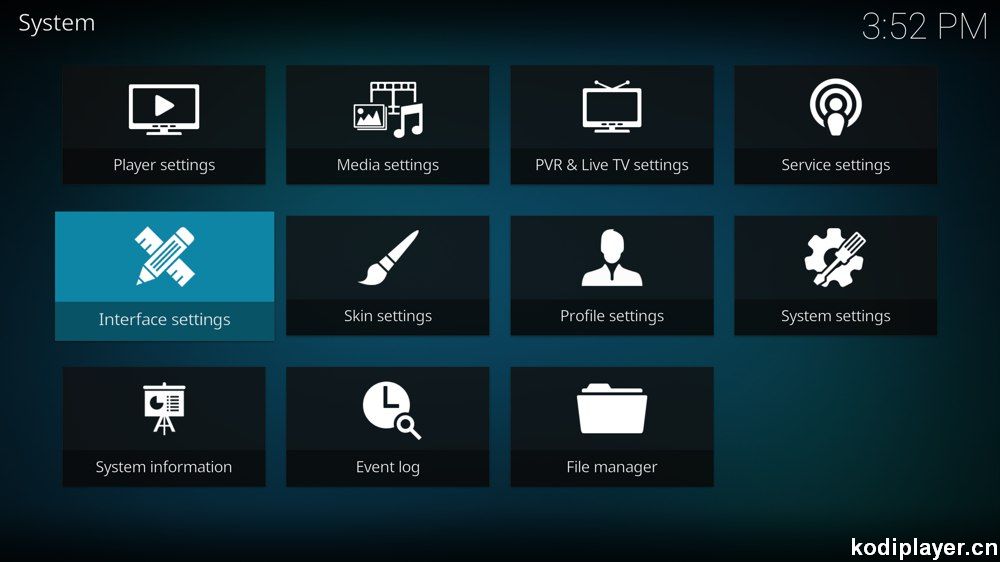 System
3:52 PM
Player settings
Media settings
PVR & Live TV settings
Service settings
Interface settings
Skin settings
Profile settings
System settings
System information
Event log
File manager
kodiplayer.cn